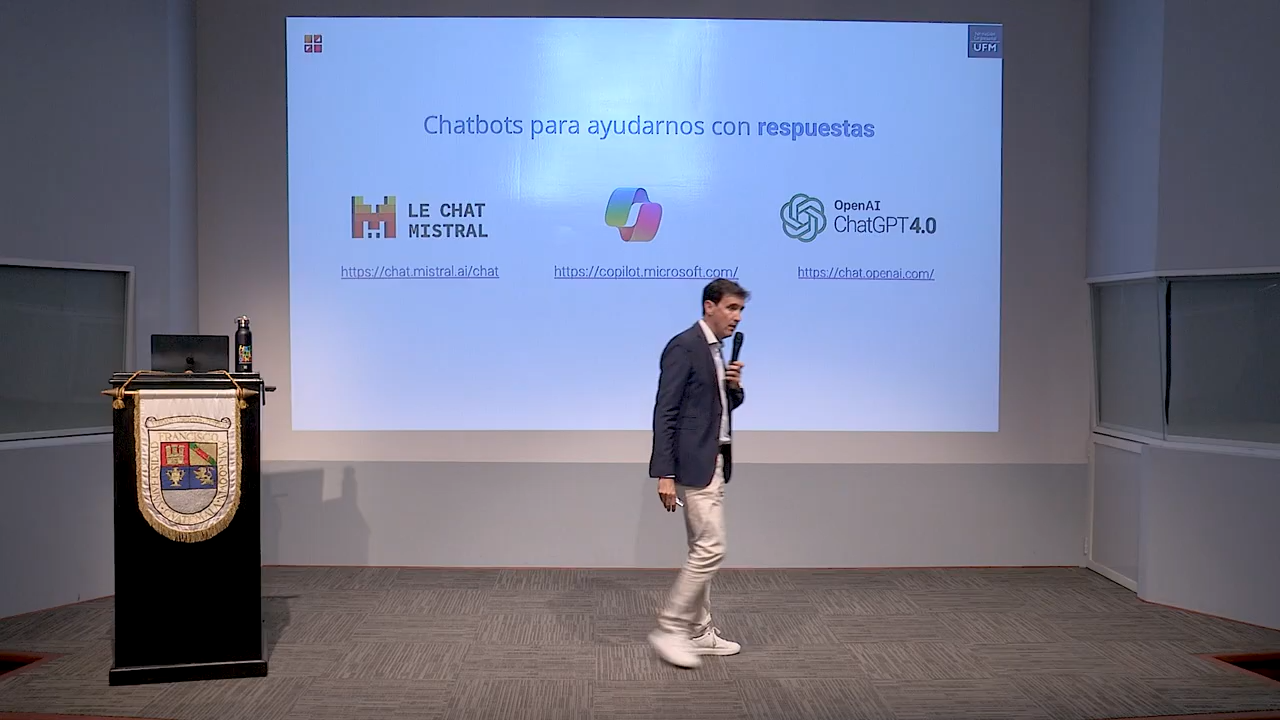 UFM
Chatbots para ayudarnos con respuestas
LE CHAT
MISTRAL
OpenAI
ChatGPT4.0
https://chat.mistral.ai/chat
https://copilot.microsoft.com/
https://chat.openai.com/
FRANCISCO